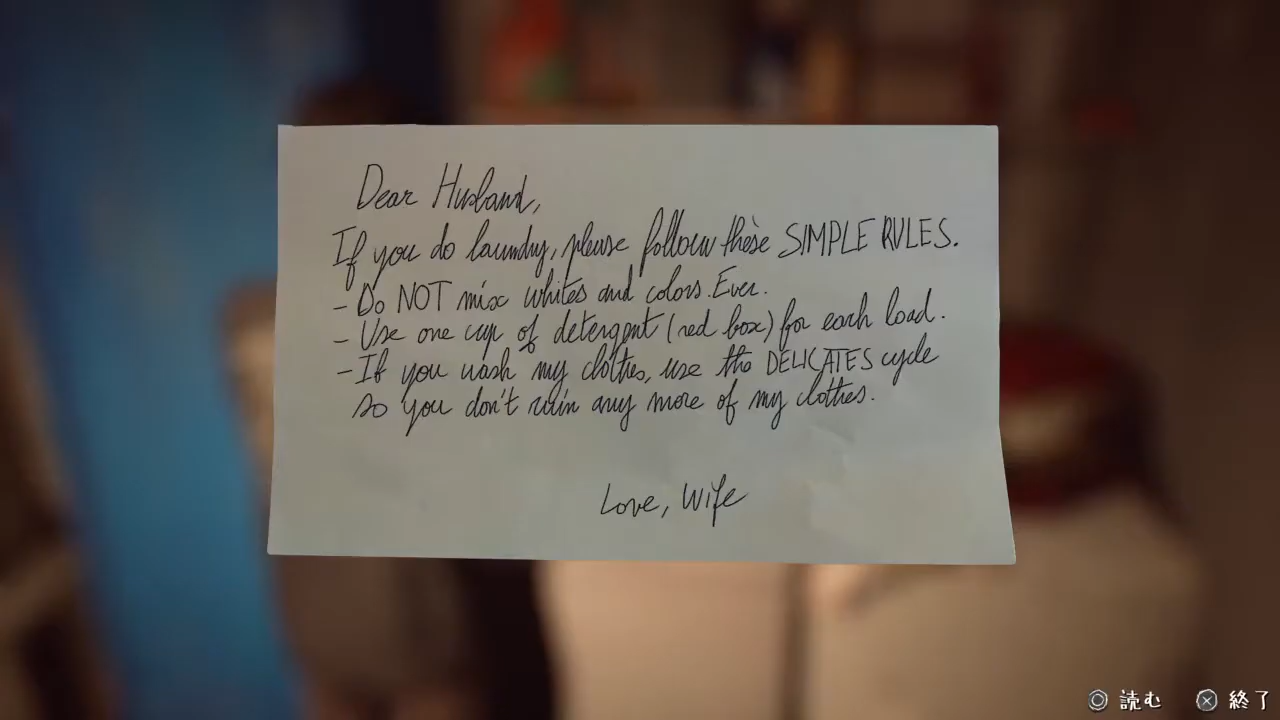 Dear Husband,
If you do laundry, please follow these SIMPLE RULES.
- Do NOT mix whites and colors. Ever.
- Use one cup of detergent (red box) for each load.
- If you wash my clothes, use the DELICATES cycle
so you don't ruin any more of my clothes.
Love, Wife
読む 終了